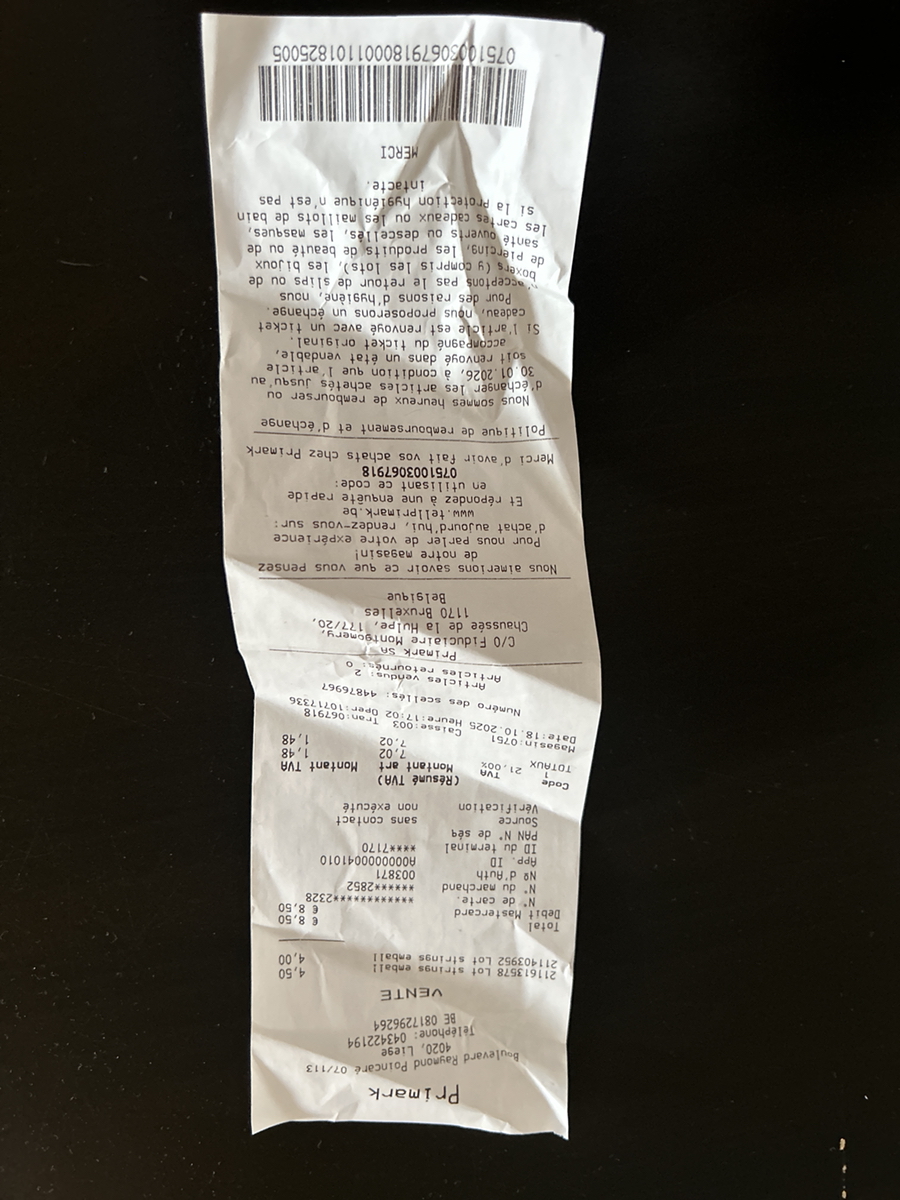 Primark
Boulevard Raymond Poincaré 07/113
4020, Liege
Téléphone: 043422194
BE 0817296264
VENTE
211613578 Lot strings emball 4,50
211403952 Lot strings emball 4,00
Total € 8,50
Debit Mastercard € 8,50
N° de carte. ************2328
N° du marchand ******2852
Nº d'Auth 003871
App. ID A0000000041010
ID du terminal ****7170
PAN N° de séq
Source sans contact
Vérification non exécuté
(Résumé TVA)
Code TVA Montant art Montant TVA
1 21,00% 7,02 1,48
TOTAUX 7,02 1,48
Magasin:0751 Caisse:003 Tran:067918
Date:18.10.2025 Heure:17:02 Oper:10717336
Numéro des scellés: 44876967
Articles vendus: 2
Articles retournés: 0
Primark SA
C/O Fiduciaire Montgomery,
Chaussée de la Hulpe, 177/20,
1170 Bruxelles
Belgique
Nous aimerions savoir ce que vous pensez
de notre magasin!
Pour nous parler de votre expérience
d'achat aujourd'hui, rendez-vous sur:
www.tellprimark.be
Et répondez à une enquête rapide
en utilisant ce code:
0751003067918
Merci d'avoir fait vos achats chez Primark
Politique de remboursement et d'échange
Nous sommes heureux de rembourser ou
d'échanger les articles achetés jusqu'au
30.01.2026, à condition que l'article
soit renvoyé dans un état vendable,
accompagné du ticket original.
Si l'article est renvoyé avec un ticket
cadeau, nous proposerons un échange.
Pour des raisons d'hygiène, nous
n'acceptons pas le retour de slips ou de
boxers (y compris les lots), les bijoux
de piercing, les produits de beauté ou de
santé ouverts ou descellés, les masques,
les cartes cadeaux ou les maillots de bain
si la protection hygiénique n'est pas
intacte.
MERCI
07510030679180001101825005